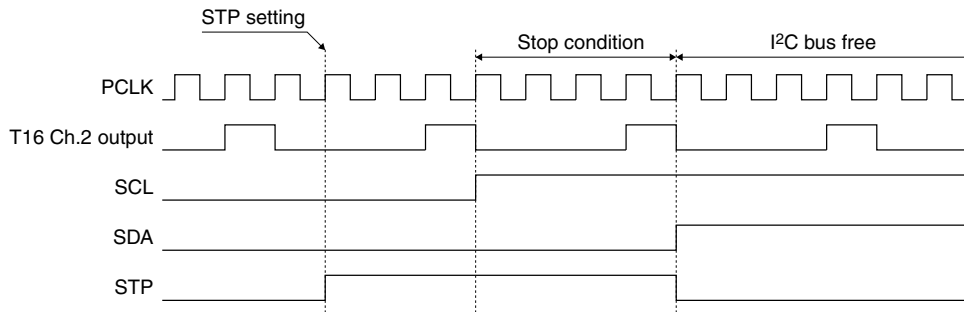 STP setting
Stop condition
I²C bus free
PCLK
T16 Ch.2 output
SCL
SDA
STP